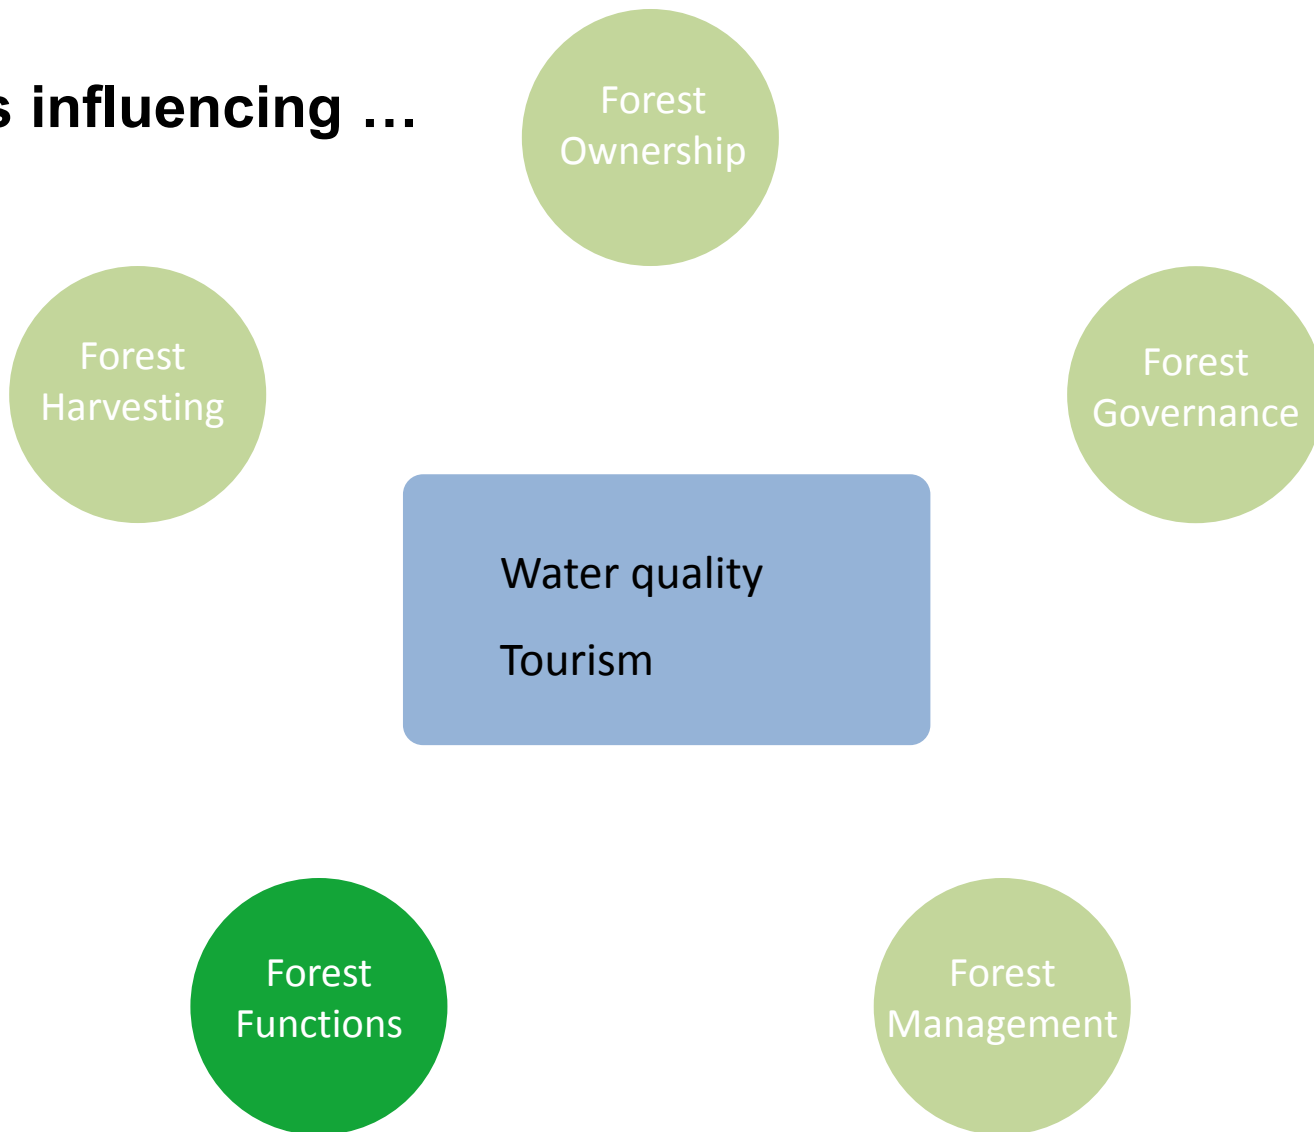 s influencing …
Forest
Ownership
Forest
Harvesting
Forest
Governance
Water quality
Tourism
Forest
Functions
Forest
Management